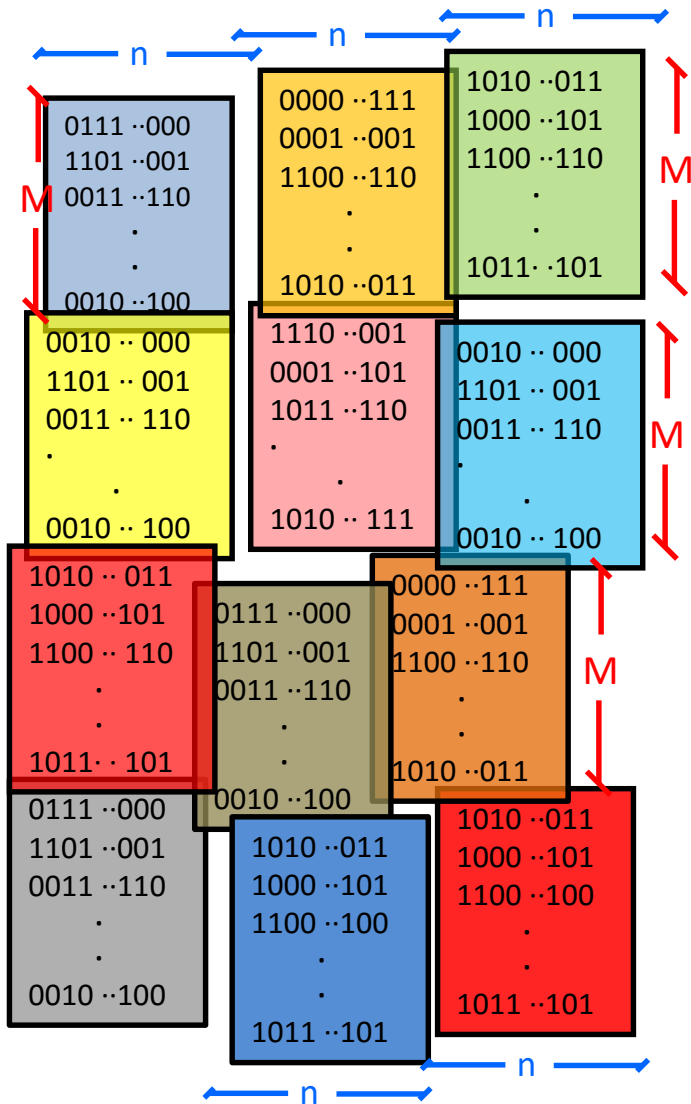 n
n
n
M
0111 ··000
1101 ··001
0011 ··110
.
.
0010 ··100
0000 ··111
0001 ··001
1100 ··110
.
.
1010 ··011
1010 ··011
1000 ··101
1100 ··110
.
.
1011· ·101
M
0010 ·· 000
1101 ·· 001
0011 ·· 110
.
.
0010 ·· 100
1110 ··001
0001 ··101
1011 ··110
.
.
1010 ·· 111
0010 ·· 000
1101 ·· 001
0011 ·· 110
.
.
0010 ·· 100
M
1010 ·· 011
1000 ··101
1100 ·· 110
.
.
1011· · 101
0111 ··000
1101 ··001
0011 ··110
.
.
0010 ··100
0000 ··111
0001 ··001
1100 ··110
.
.
1010 ··011
M
0111 ··000
1101 ··001
0011 ··110
.
.
0010 ··100
1010 ··011
1000 ··101
1100 ··100
.
.
1011 ··101
1010 ··011
1000 ··101
1100 ··100
.
.
1011 ··101
n
n